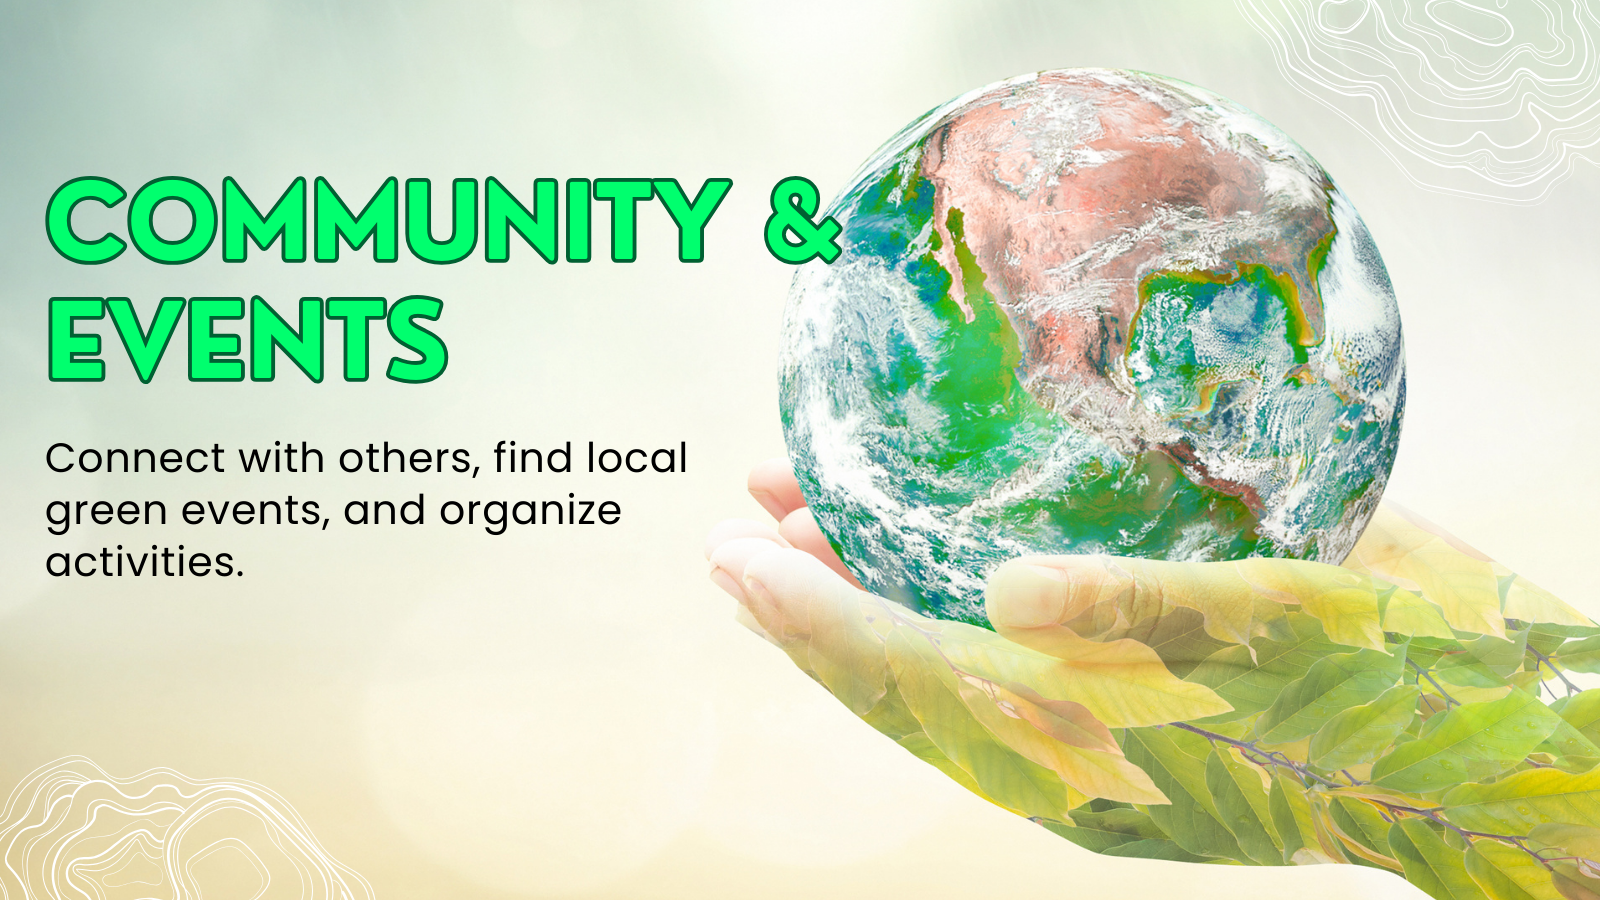 COMMUNITY &
EVENTS
Connect with others, find local
green events, and organize
activities.